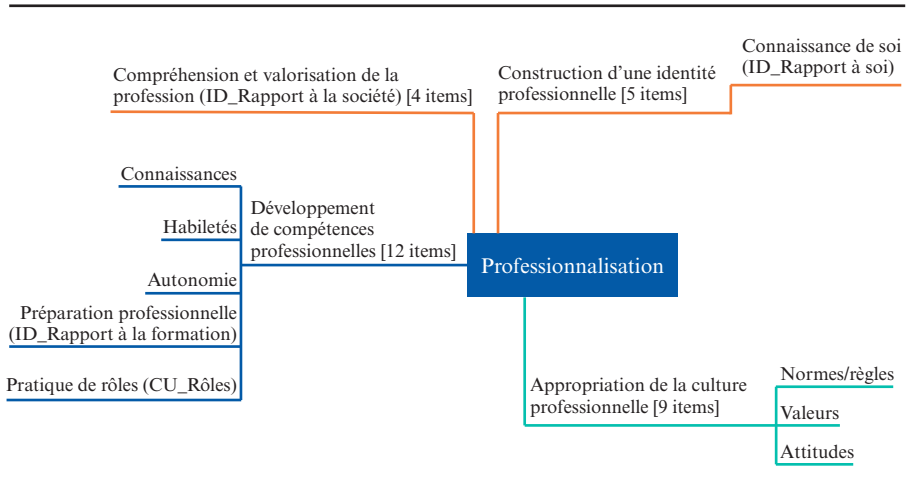 Compréhension et valorisation de la
profession (ID_Rapport à la société) [4 items]
Construction d'une identité
professionnelle [5 items]
Connaissance de soi
(ID_Rapport à soi)
Connaissances
Habiletés
Autonomie
Préparation professionnelle
(ID_Rapport à la formation)
Pratique de rôles (CU_Rôles)
Développement
de compétences
professionnelles [12 items]
Professionnalisation
Appropriation de la culture
professionnelle [9 items]
Normes/règles
Valeurs
Attitudes